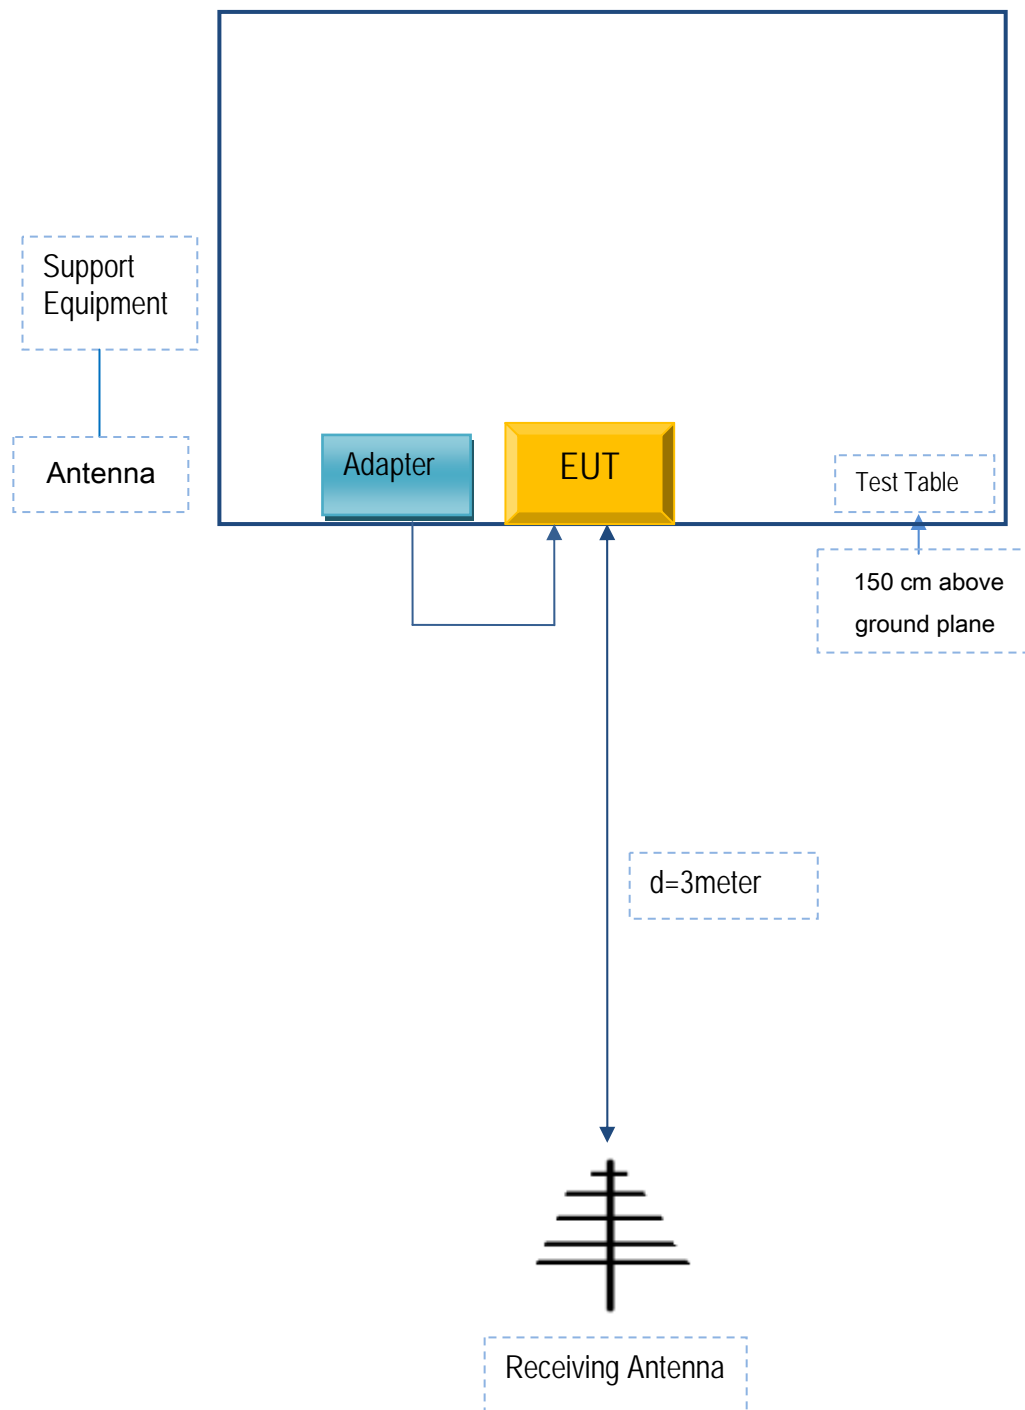 Support
Equipment
Antenna
Adapter
EUT
Test Table
150 cm above
ground plane
d=3meter
Receiving Antenna